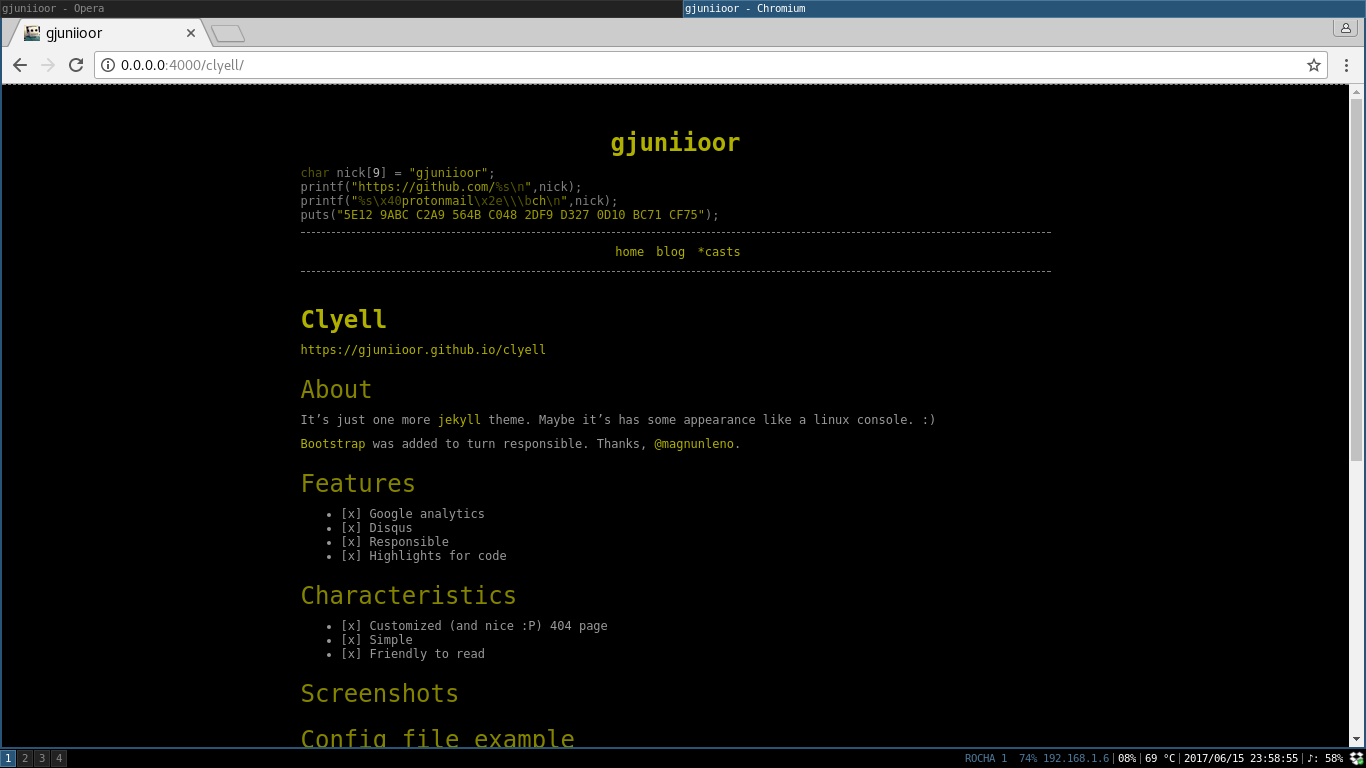 gjuniioor - Opera
gjuniioor - Chromium
gjuniioor
0.0.0.0:4000/clyell/
gjuniioor
char nick[9] = "gjuniioor";
printf("https://github.com/%s\n",nick);
printf("%s\x40protonmail\x2e\\\bch\n",nick);
puts("5E12 9ABC C2A9 564B C048 2DF9 D327 0D10 BC71 CF75");
home blog *casts
Clyell
https://gjuniioor.github.io/clyell
About
It’s just one more jekyll theme. Maybe it’s has some appearance like a linux console. :)
Bootstrap was added to turn responsible. Thanks, @magnunleno.
Features
• [x] Google analytics
• [x] Disqus
• [x] Responsible
• [x] Highlights for code
Characteristics
• [x] Customized (and nice :P) 404 page
• [x] Simple
• [x] Friendly to read
Screenshots
Config file example
1 2 3 4
ROCHA 1 74% 192.168.1.6|08%|69 °C|2017/06/15 23:58:55|♪: 58%